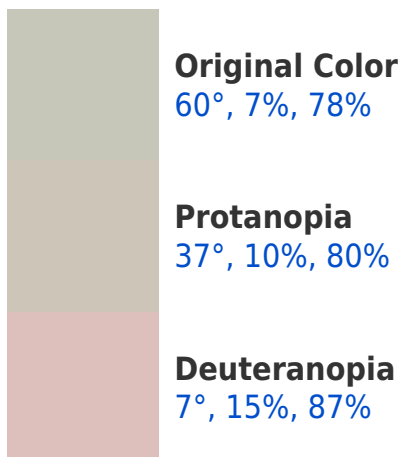 Original Color
60°, 7%, 78%
Protanopia
37°, 10%, 80%
Deuteranopia
7°, 15%, 87%